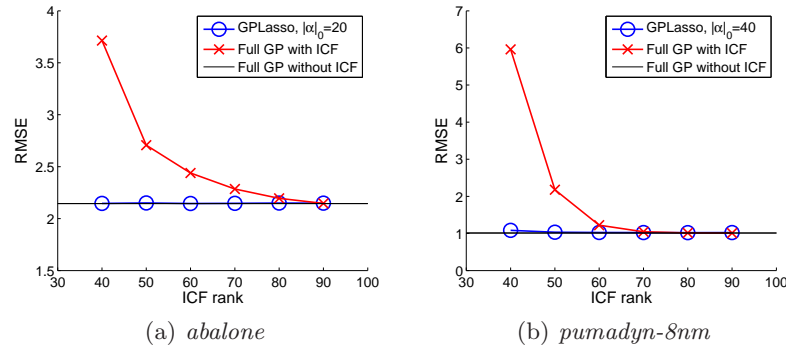 GPLasso, |α|₀=20
Full GP with ICF
Full GP without ICF
4
3.5
3
2.5
2
1.5
RMSE
30 40 50 60 70 80 90 100
ICF rank
(a) abalone
GPLasso, |α|₀=40
Full GP with ICF
Full GP without ICF
7
6
5
4
3
2
1
0
RMSE
30 40 50 60 70 80 90 100
ICF rank
(b) pumadyn-8nm